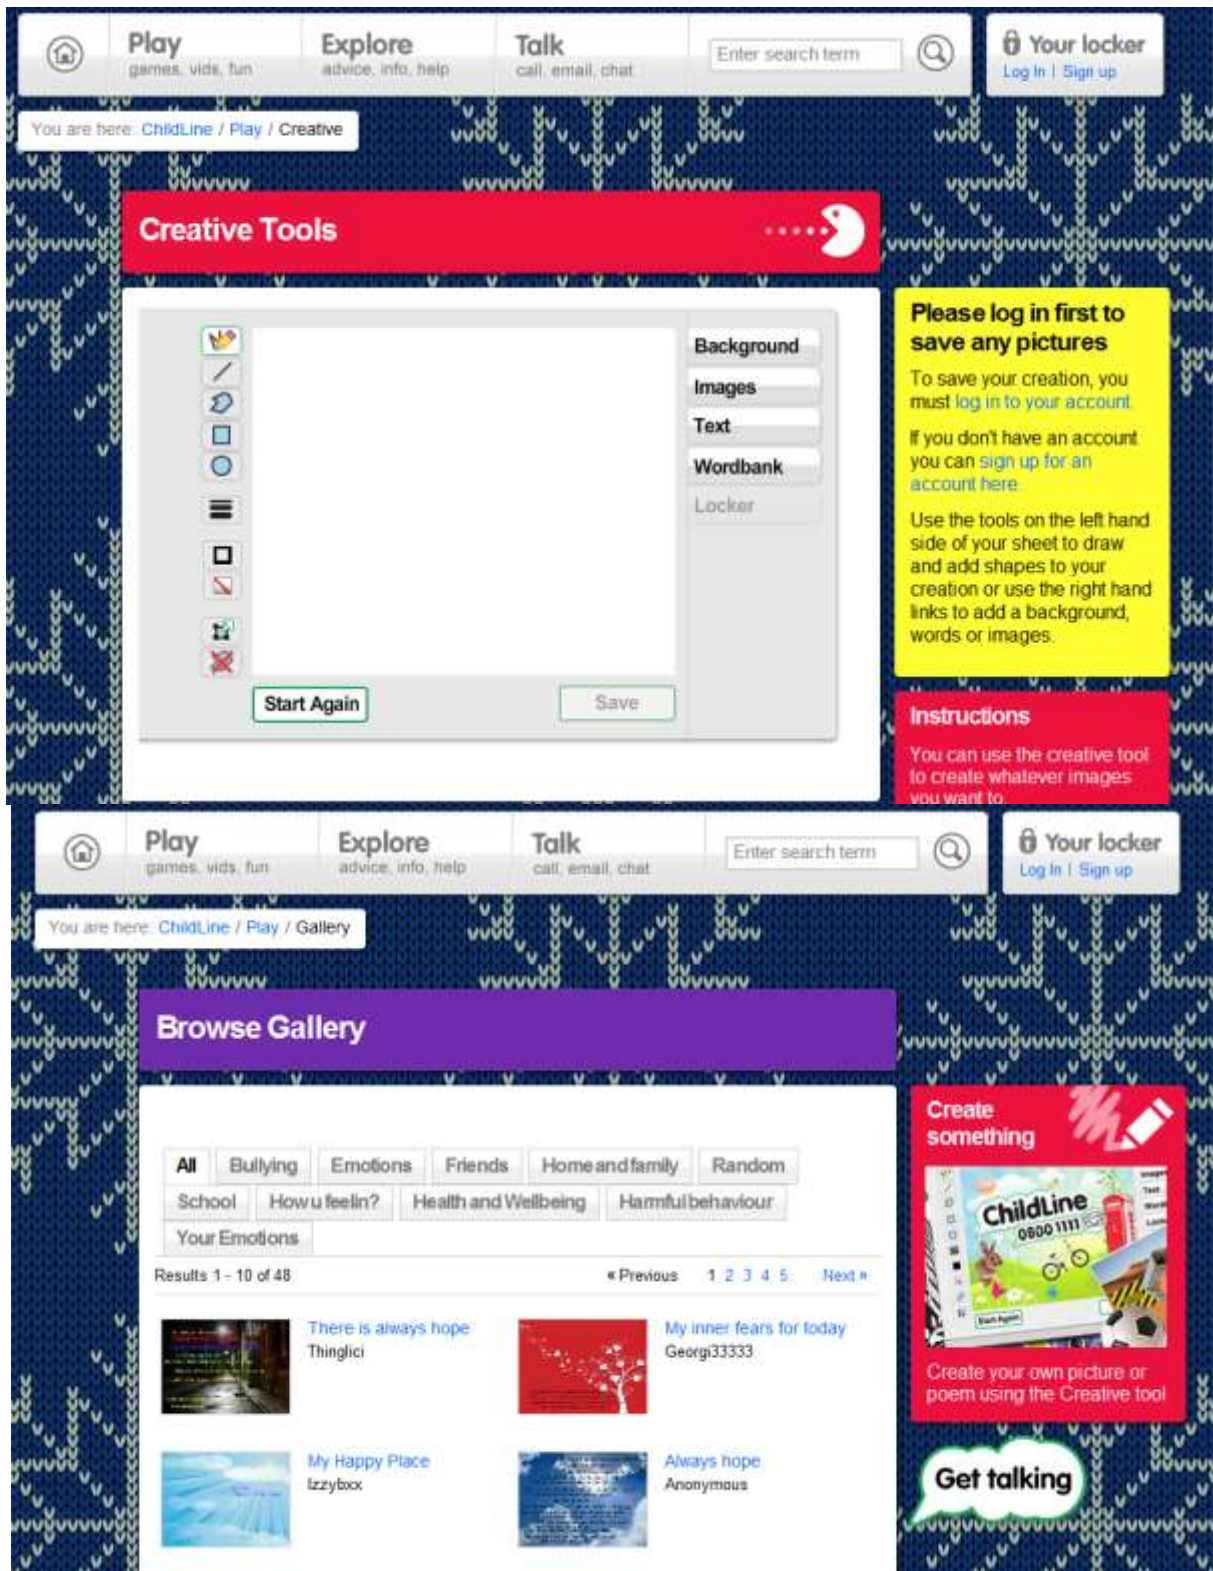 Play
games, vids, fun
Explore
advice, info, help
Talk
call, email, chat
Enter search term
Your locker
Log In | Sign up
You are here: ChildLine / Play / Creative
Creative Tools
Background
Images
Text
Wordbank
Locker
Start Again
Save
Please log in first to
save any pictures
To save your creation, you
must log in to your account.
If you don't have an account
you can sign up for an
account here.
Use the tools on the left hand
side of your sheet to draw
and add shapes to your
creation or use the right hand
links to add a background,
words or images.
Instructions
You can use the creative tool
to create whatever images
you want to.
Play
games, vids, fun
Explore
advice, info, help
Talk
call, email, chat
Enter search term
Your locker
Log In | Sign up
You are here: ChildLine / Play / Gallery
Browse Gallery
All Bullying Emotions Friends Home and family Random
School How u feelin? Health and Wellbeing Harmful behaviour
Your Emotions
Results 1 - 10 of 48 « Previous 1 2 3 4 5 Next »
There is always hope
Thinglici
My inner fears for today
Georgi33333
My Happy Place
Izzybxx
Always hope
Anonymous
Create
something
ChildLine
0800 1111
Text
Start Again
Create your own picture or
poem using the Creative tool
Get talking